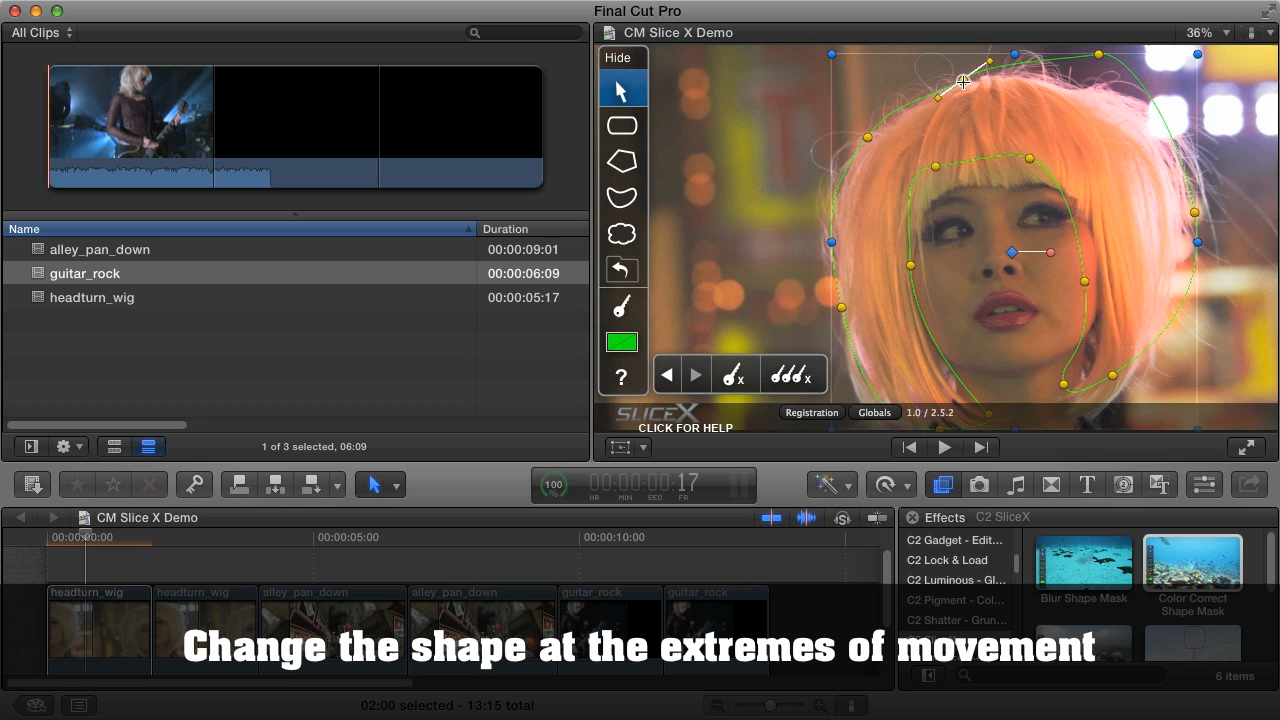 Final Cut Pro
All Clips
CM Slice X Demo
36%
Hide
Name
Duration
alley_pan_down
00:00:09:01
guitar_rock
00:00:06:09
headturn_wig
00:00:05:17
?
x
x
SLICEX
CLICK FOR HELP
Registration
Globals
1.0 / 2.5.2
1 of 3 selected, 06:09
100
%
00:00:00:17
HR MIN SEC FR
CM Slice X Demo
Effects
C2 SliceX
00:00:00:00
00:00:05:00
00:00:10:00
C2 Gadget - Edit...
C2 Lock & Load
C2 Luminous - Gl...
C2 Pigment - Col...
C2 Shatter - Grun...
Blur Shape Mask
Color Correct
Shape Mask
headturn_wig
headturn_wig
alley_pan_down
alley_pan_down
guitar_rock
guitar_rock
Change the shape at the extremes of movement
6 items
02:00 selected - 13:15 total